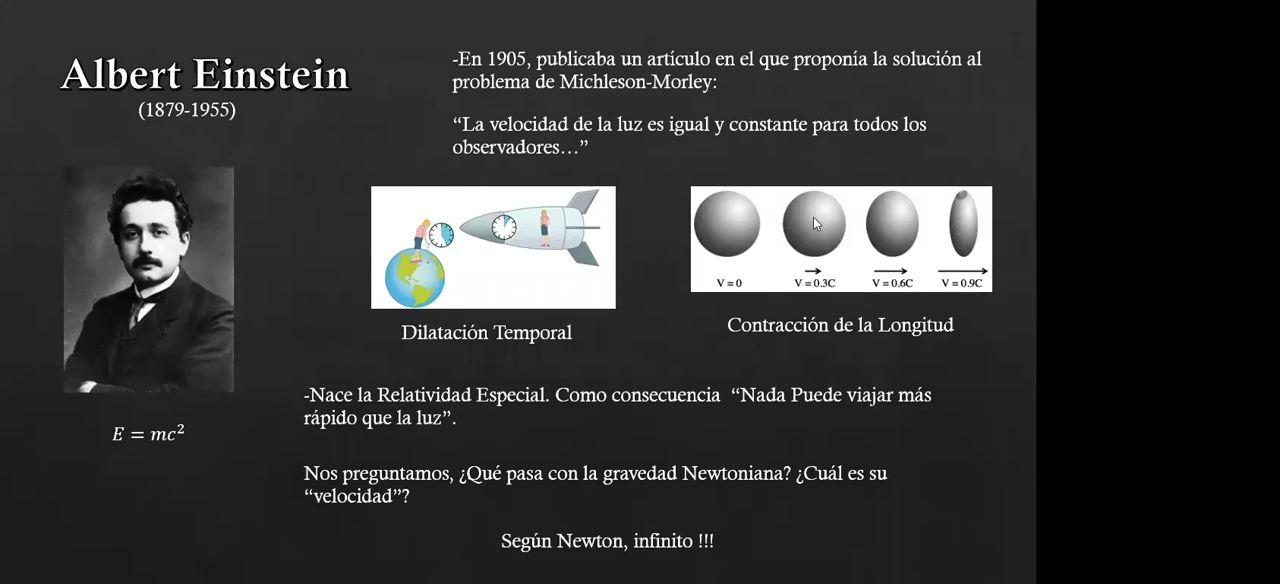 Albert Einstein
(1879-1955)
E = mc²
-En 1905, publicaba un artículo en el que proponía la solución al
problema de Michleson-Morley:
“La velocidad de la luz es igual y constante para todos los
observadores…”
Dilatación Temporal
V = 0
V = 0.3C
V = 0.6C
V = 0.9C
Contracción de la Longitud
-Nace la Relatividad Especial. Como consecuencia “Nada Puede viajar más
rápido que la luz”.
Nos preguntamos, ¿Qué pasa con la gravedad Newtoniana? ¿Cuál es su
“velocidad”?
Según Newton, infinito !!!